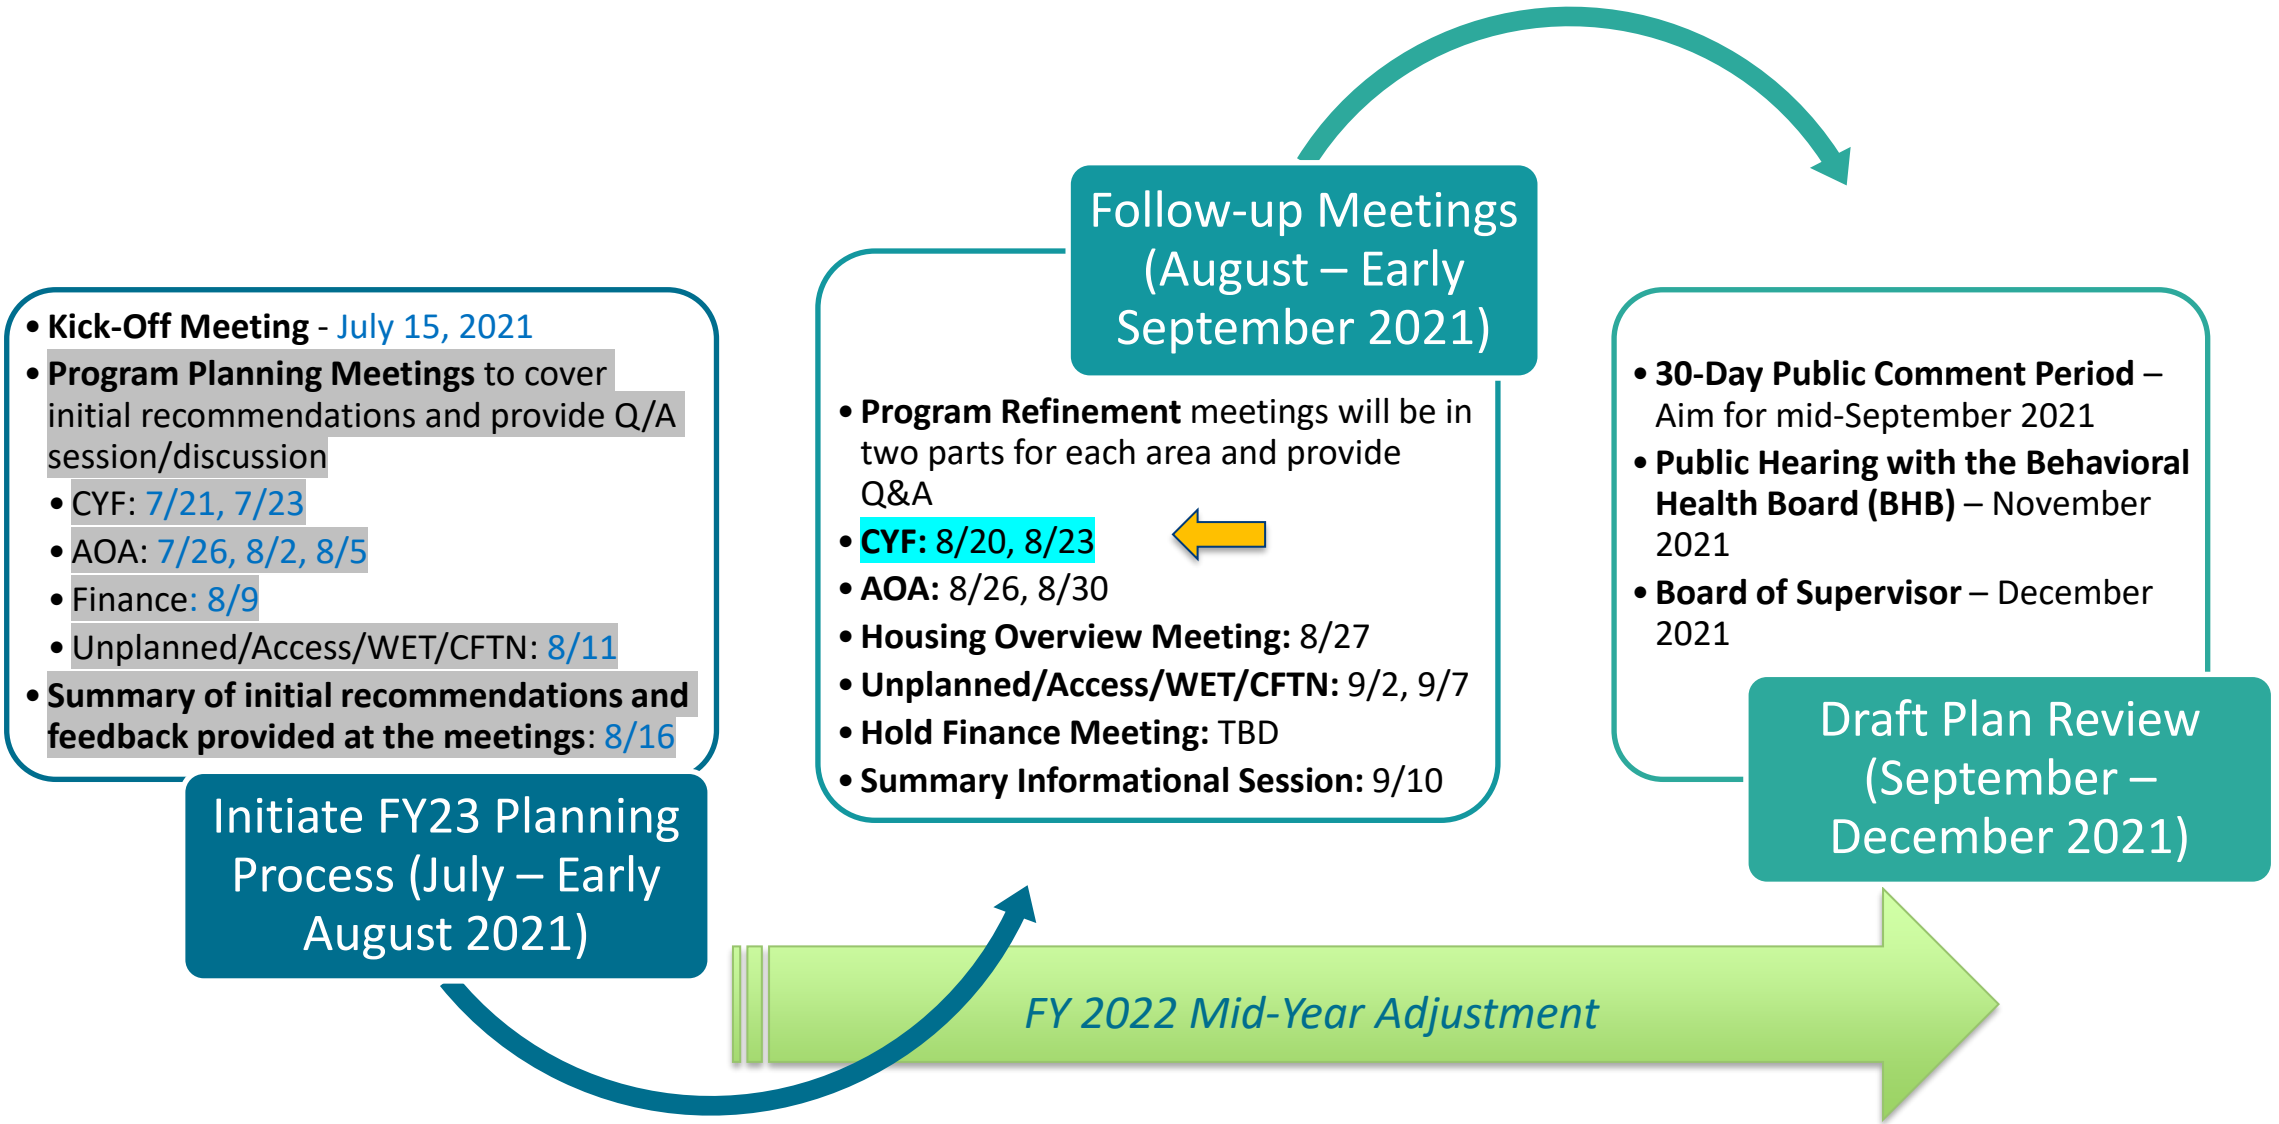 • Kick-Off Meeting - July 15, 2021
• Program Planning Meetings to cover
initial recommendations and provide Q/A
session/discussion
• CYF: 7/21, 7/23
• AOA: 7/26, 8/2, 8/5
• Finance: 8/9
• Unplanned/Access/WET/CFTN: 8/11
• Summary of initial recommendations and
feedback provided at the meetings: 8/16
Initiate FY23 Planning
Process (July – Early
August 2021)
Follow-up Meetings
(August – Early
September 2021)
• Program Refinement meetings will be in
two parts for each area and provide
Q&A
• CYF: 8/20, 8/23
• AOA: 8/26, 8/30
• Housing Overview Meeting: 8/27
• Unplanned/Access/WET/CFTN: 9/2, 9/7
• Hold Finance Meeting: TBD
• Summary Informational Session: 9/10
• 30-Day Public Comment Period –
Aim for mid-September 2021
• Public Hearing with the Behavioral
Health Board (BHB) – November
2021
• Board of Supervisor – December
2021
Draft Plan Review
(September –
December 2021)
FY 2022 Mid-Year Adjustment